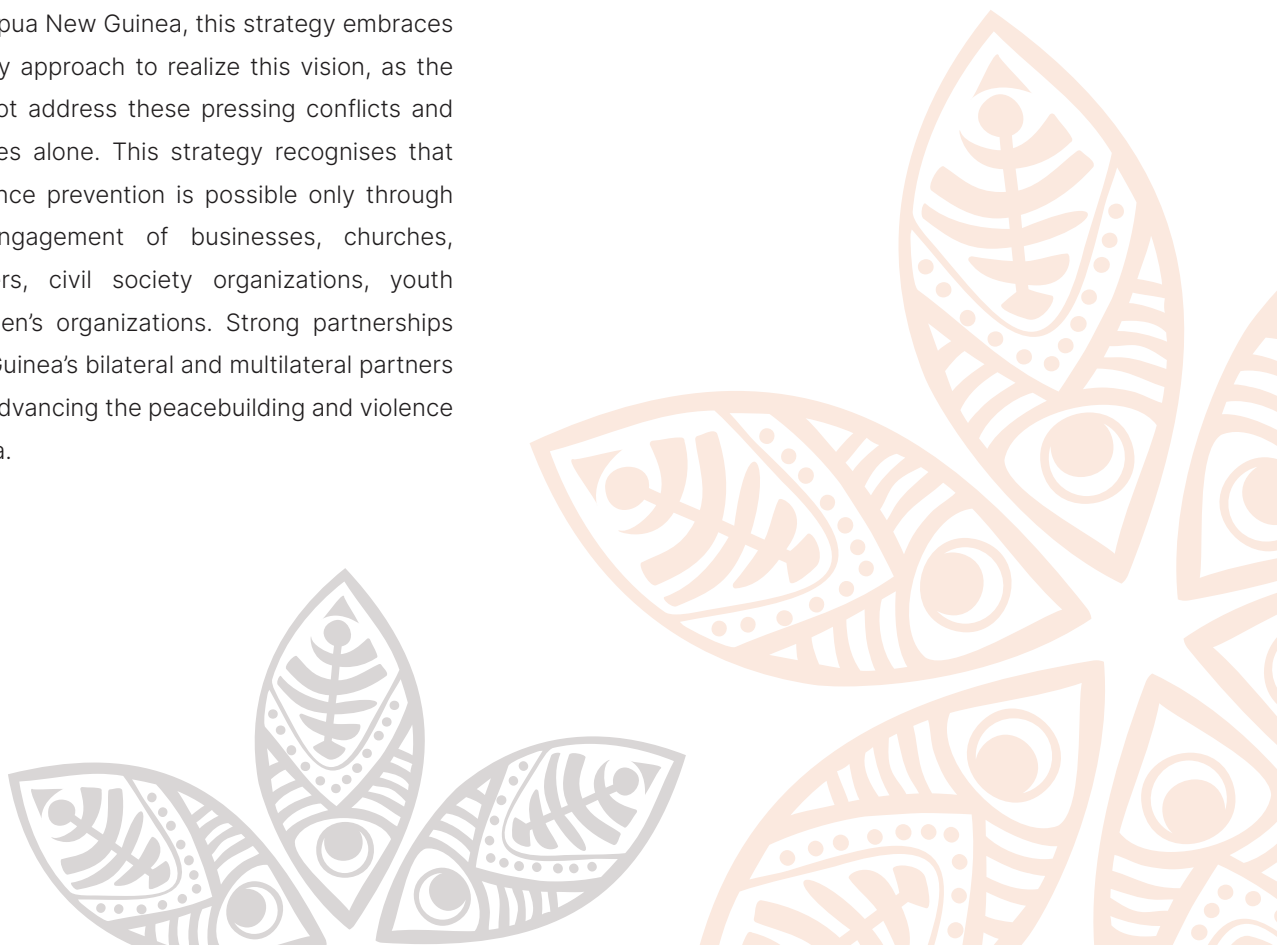 pua New Guinea, this strategy embraces
y approach to realize this vision, as the
ot address these pressing conflicts and
es alone. This strategy recognises that
nce prevention is possible only through
ngagement of businesses, churches,
rs, civil society organizations, youth
en’s organizations. Strong partnerships
Guinea’s bilateral and multilateral partners
dvancing the peacebuilding and violence
a.